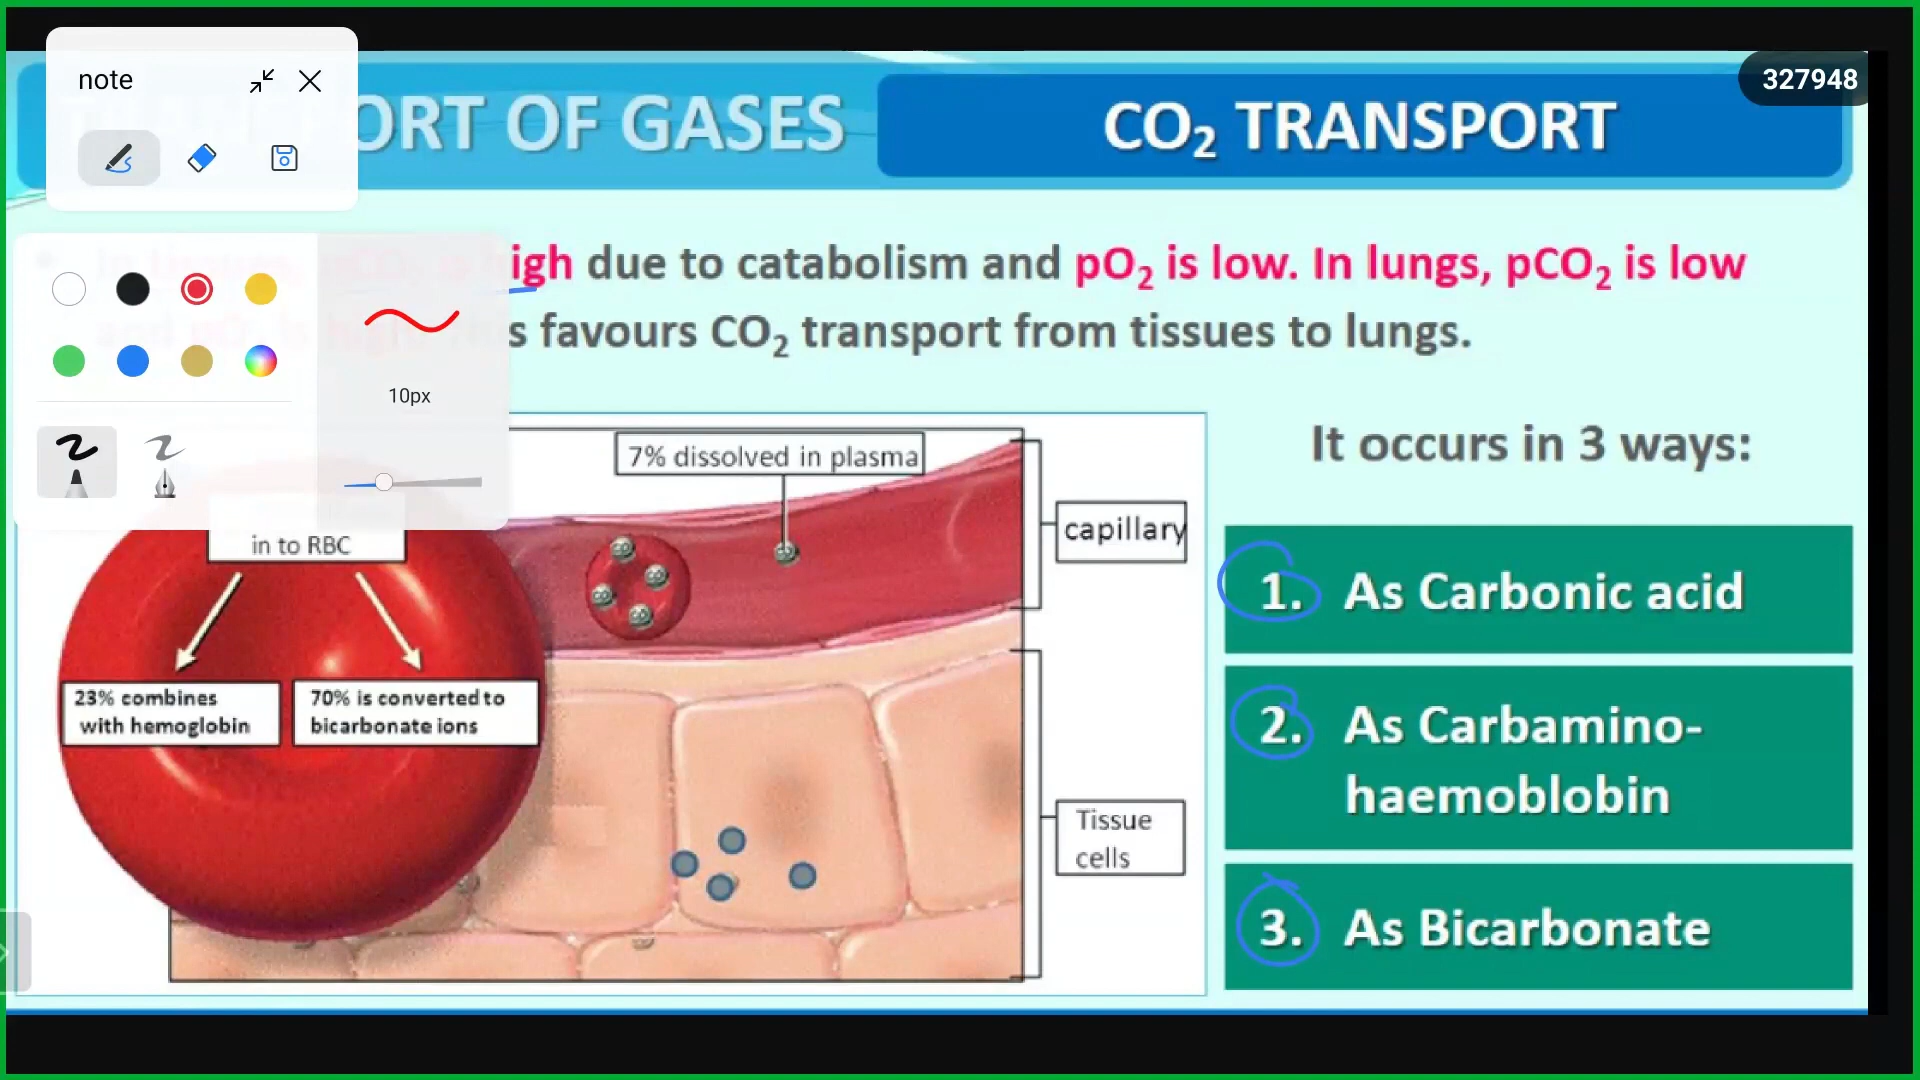 note
327948
ORT OF GASES
CO₂ TRANSPORT
igh due to catabolism and pO₂ is low. In lungs, pCO₂ is low
s favours CO₂ transport from tissues to lungs.
10px
7% dissolved in plasma
It occurs in 3 ways:
capillary
in to RBC
1. As Carbonic acid
23% combines
with hemoglobin
70% is converted to
bicarbonate ions
2. As Carbamino-
haemoblobin
Tissue
cells
3. As Bicarbonate